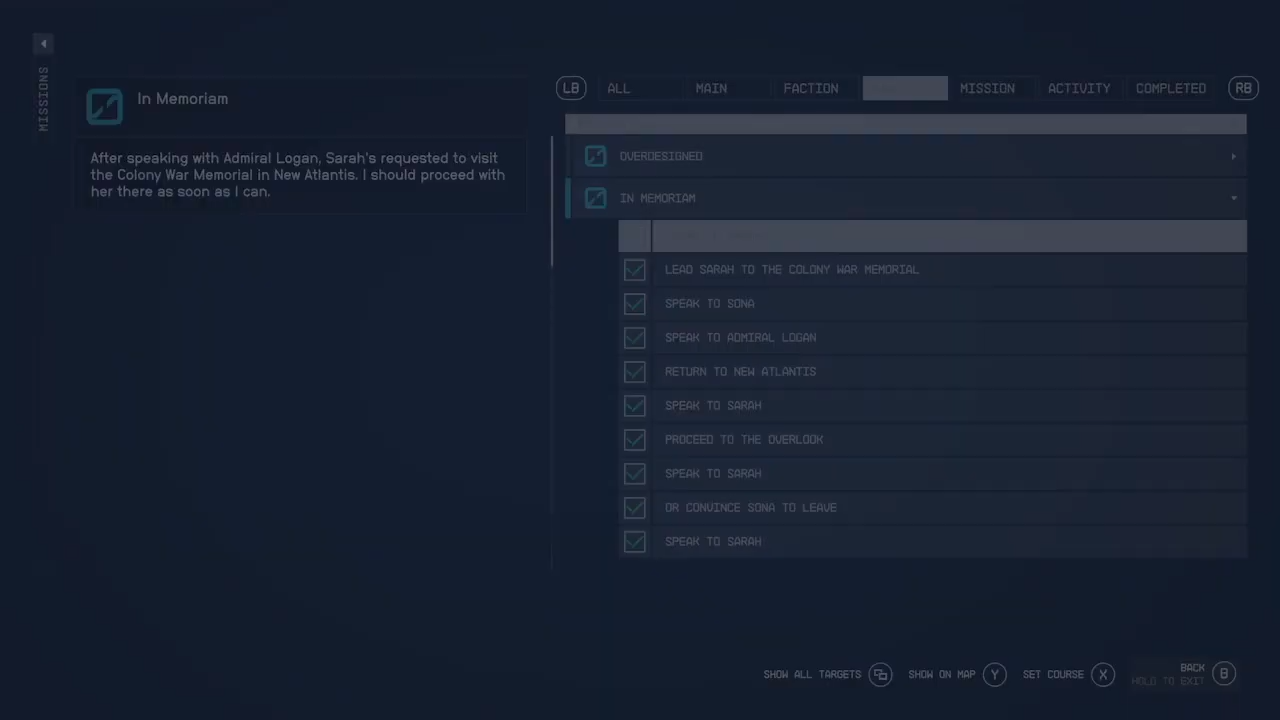 MISSIONS
In Memoriam
After speaking with Admiral Logan, Sarah's requested to visit
the Colony War Memorial in New Atlantis. I should proceed with
her there as soon as I can.
LB ALL MAIN FACTION MISSION ACTIVITY COMPLETED RB
OVERDESIGNED
IN MEMORIAM
LEAD SARAH TO THE COLONY WAR MEMORIAL
SPEAK TO SONA
SPEAK TO ADMIRAL LOGAN
RETURN TO NEW ATLANTIS
SPEAK TO SARAH
PROCEED TO THE OVERLOOK
SPEAK TO SARAH
OR CONVINCE SONA TO LEAVE
SPEAK TO SARAH
SHOW ALL TARGETS SHOW ON MAP Y SET COURSE X BACK B
HOLD TO EXIT